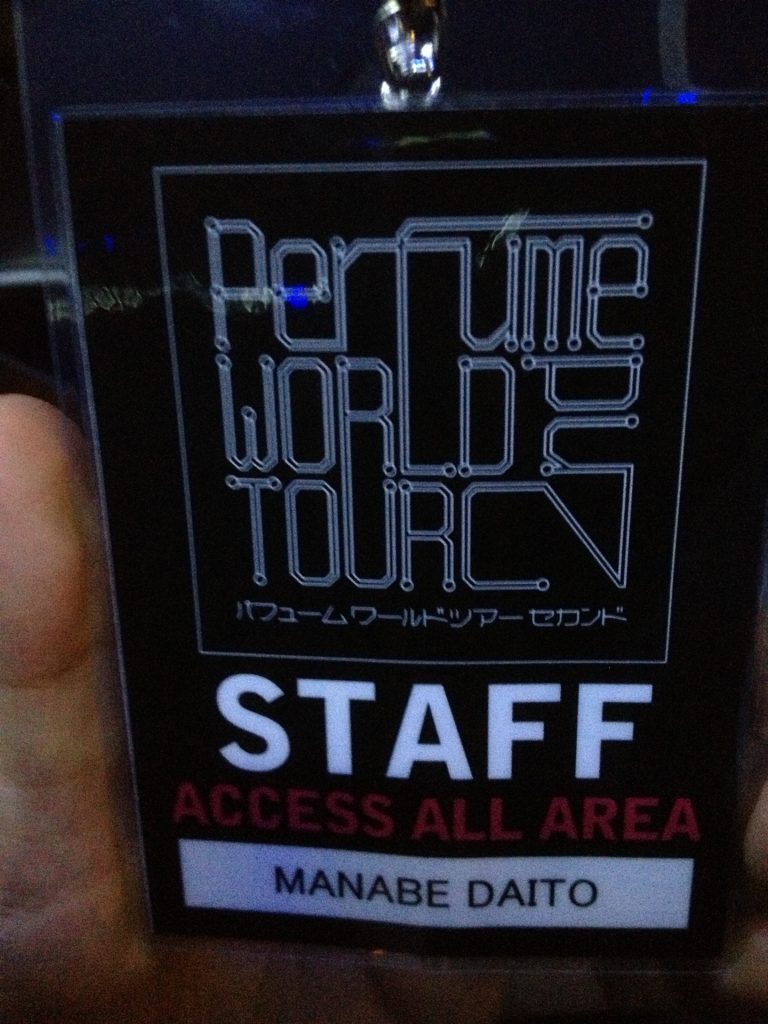 Perfume
WORLD 2nd
TOUR
パフュームワールドツアー セカンド
STAFF
ACCESS ALL AREA
MANABE DAITO